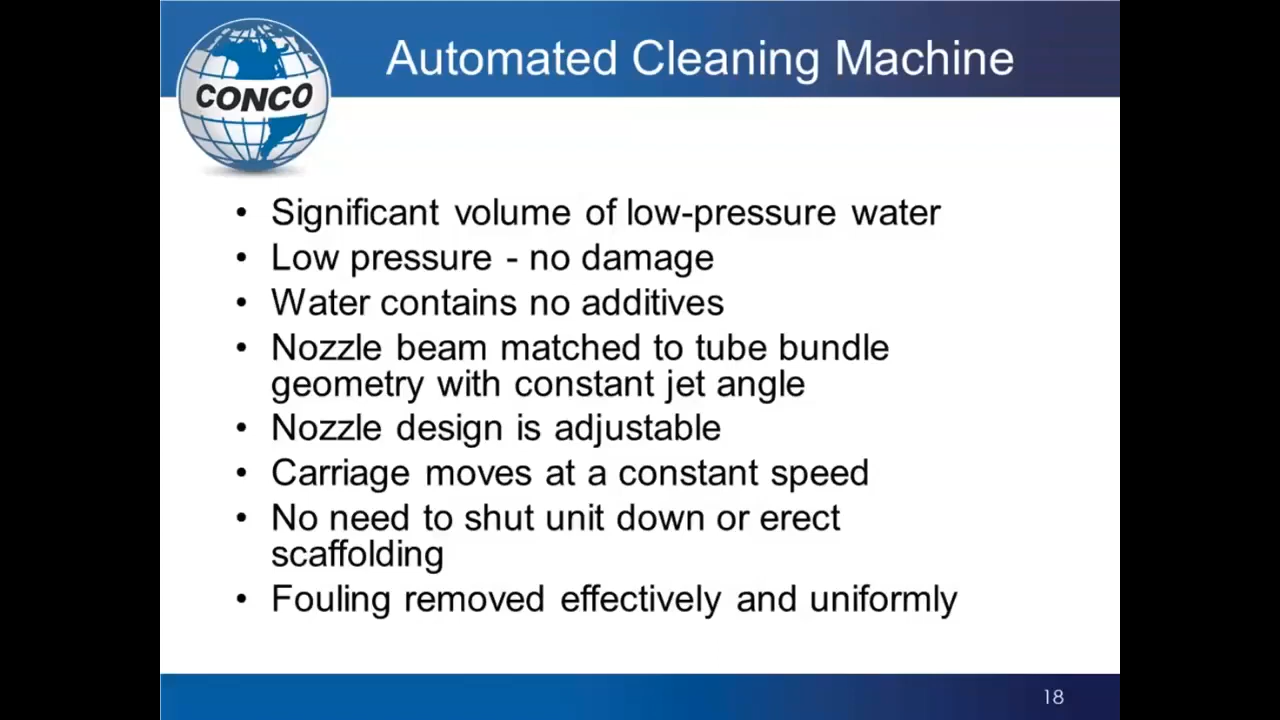 CONCO
Automated Cleaning Machine
• Significant volume of low-pressure water
• Low pressure - no damage
• Water contains no additives
• Nozzle beam matched to tube bundle
geometry with constant jet angle
• Nozzle design is adjustable
• Carriage moves at a constant speed
• No need to shut unit down or erect
scaffolding
• Fouling removed effectively and uniformly
18